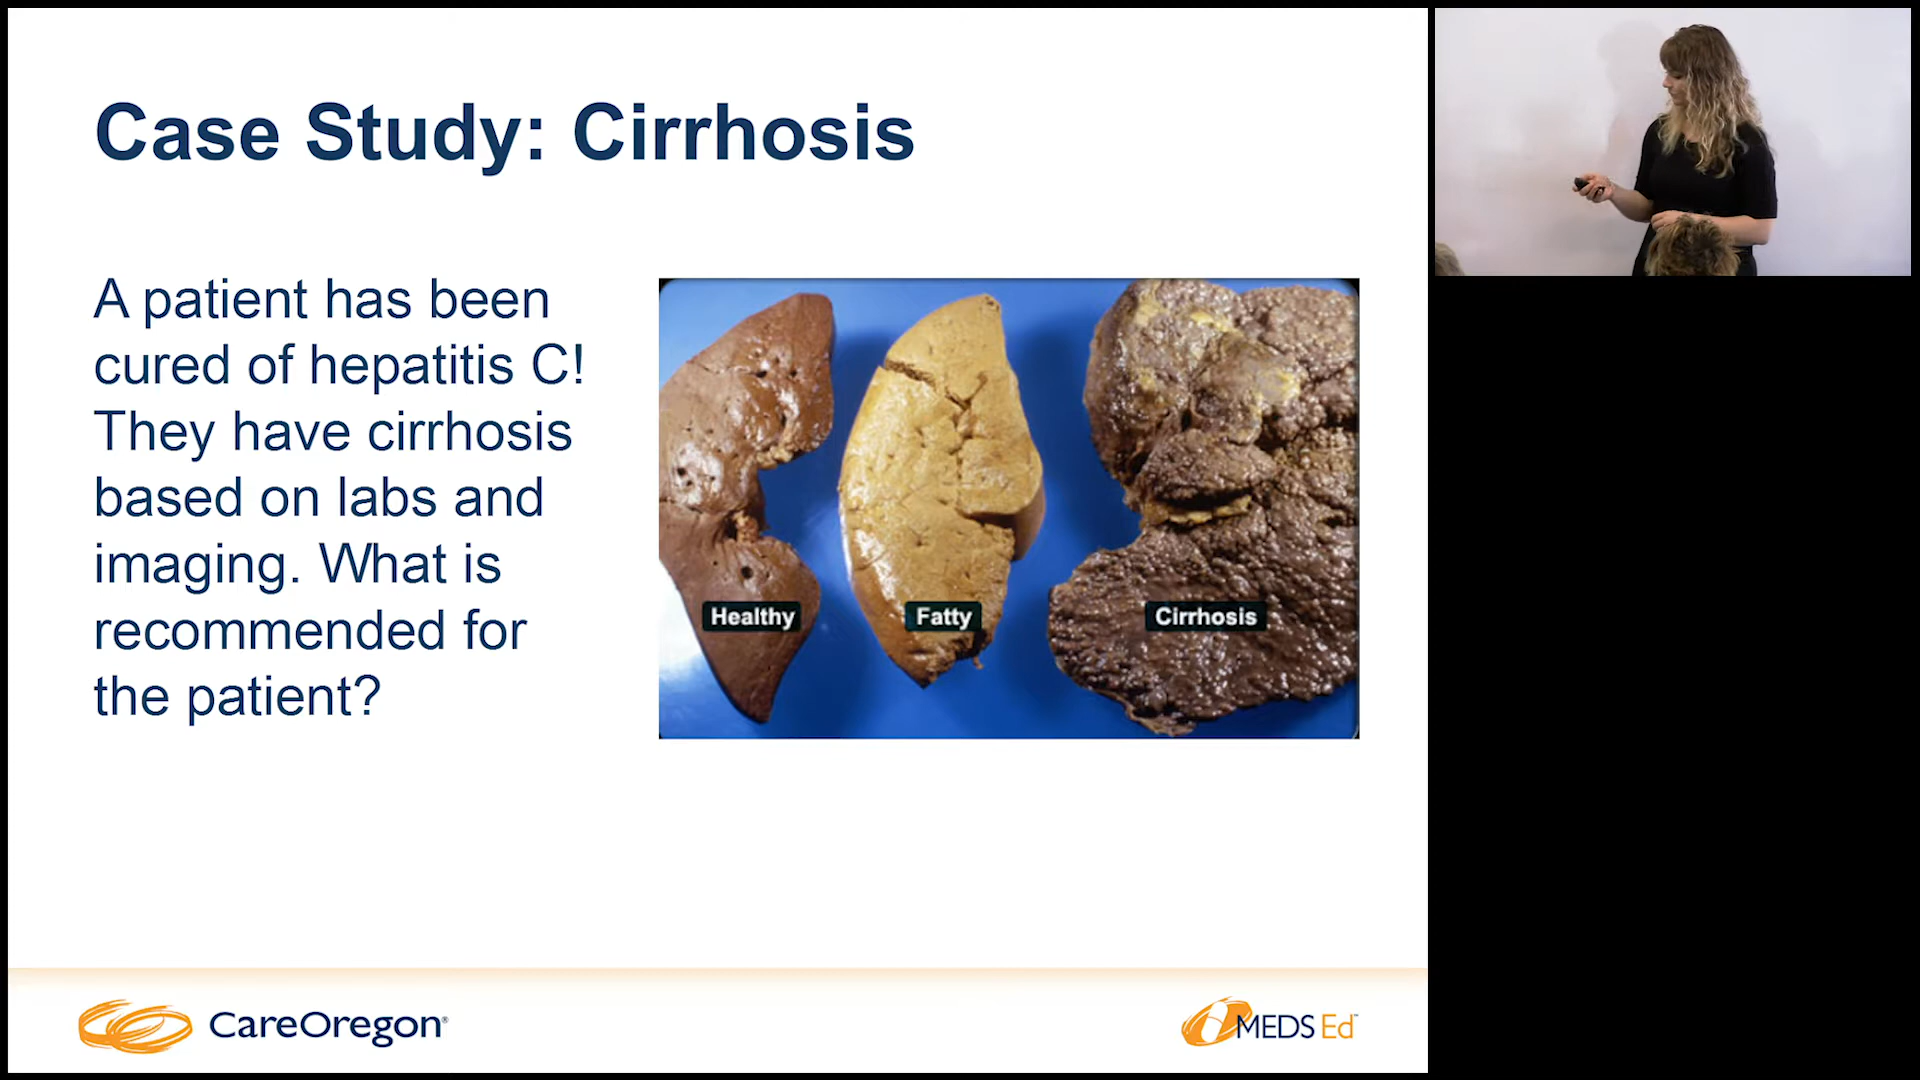 Case Study: Cirrhosis
A patient has been
cured of hepatitis C!
They have cirrhosis
based on labs and
imaging. What is
recommended for
the patient?
Healthy
Fatty
Cirrhosis
CareOregon®
MEDS Ed™